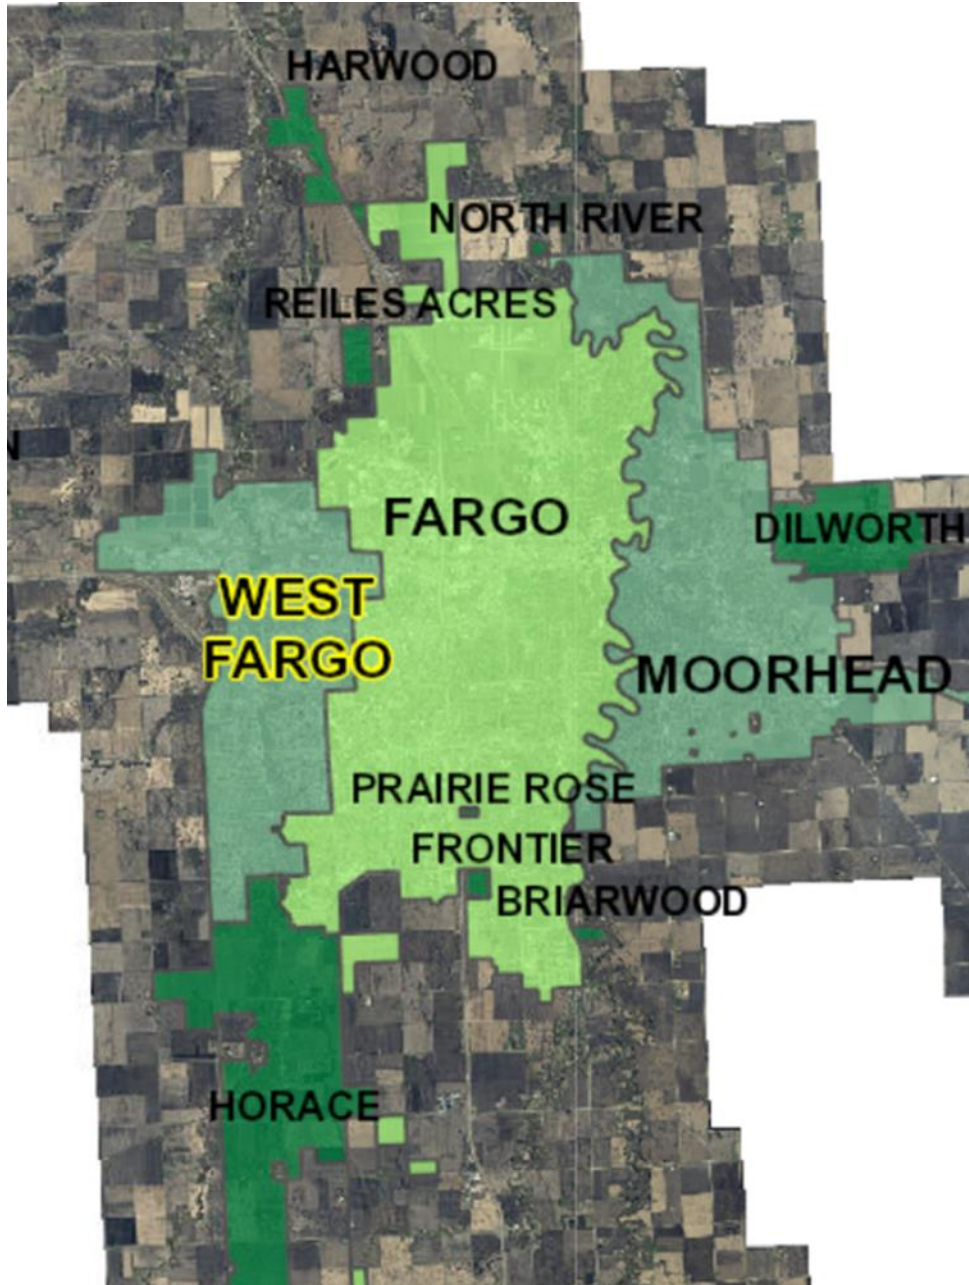 HARWOOD
NORTH RIVER
REILES ACRES
N
FARGO
DILWORTH
WEST
FARGO
MOORHEAD
PRAIRIE ROSE
FRONTIER
BRIARWOOD
HORACE